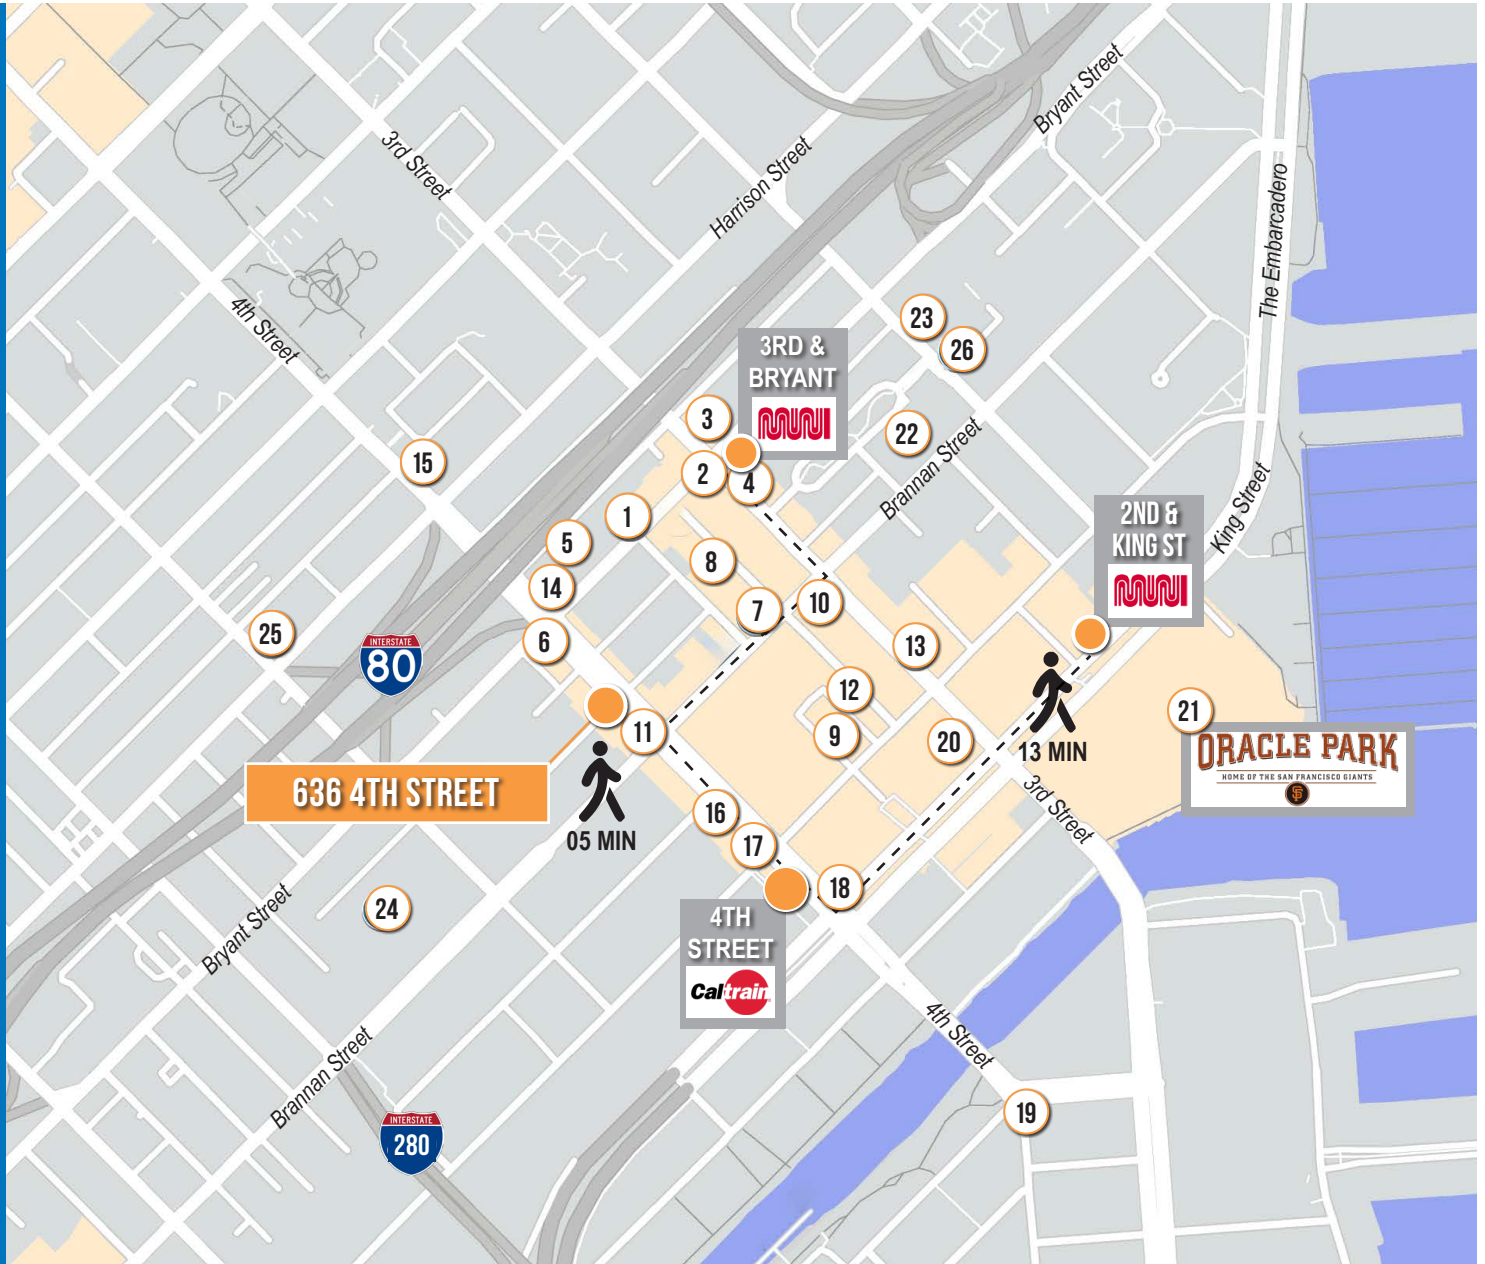 Bryant Street
3rd Street
Harrison Street
The Embarcadero
4th Street
23
26
3RD &
BRYANT
MUNI
3
22
15
2
4
Brannan Street
King Street
1
2ND &
KING ST
MUNI
5
8
14
7
10
25
6
13
INTERSTATE
80
12
21
11
9
20
ORACLE PARK
HOME OF THE SAN FRANCISCO GIANTS
SF
13 MIN
636 4TH STREET
3rd Street
16
05 MIN
17
18
24
4TH
STREET
Caltrain
Bryant Street
4th Street
Brannan Street
19
INTERSTATE
280